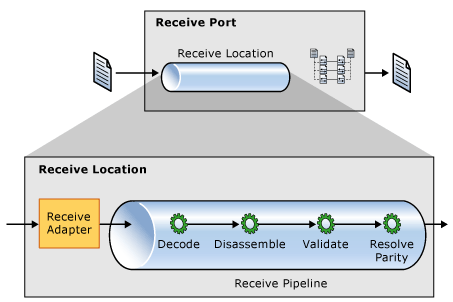 Receive Port
Receive Location
Receive Location
Receive
Adapter
Decode
Disassemble
Validate
Resolve
Parity
Receive Pipeline